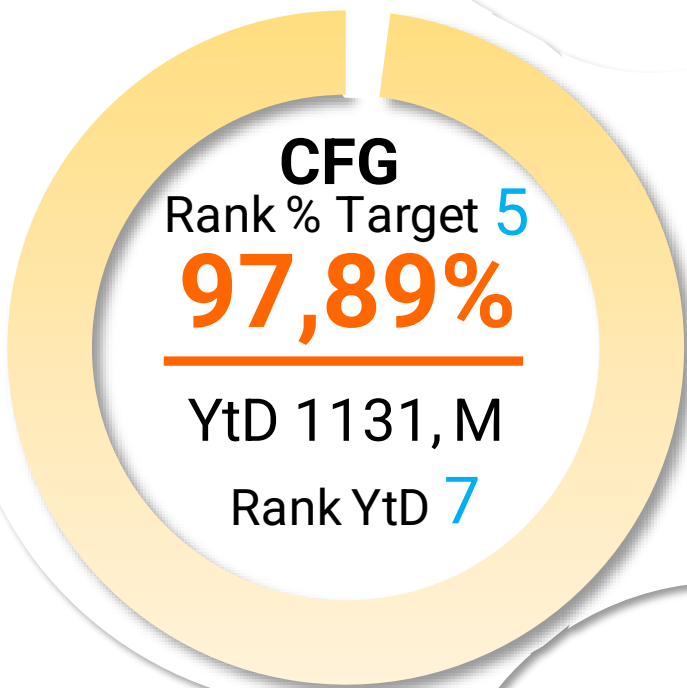 CFG
Rank % Target 5
97,89%
YtD 1131, M
Rank YtD 7